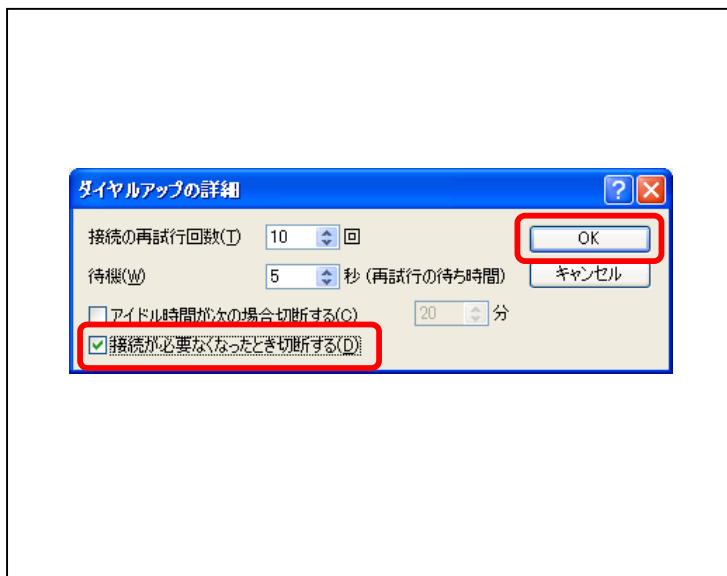 ダイヤルアップの詳細
接続の再試行回数(T) 10 回
OK
待機(W) 5 秒 (再試行の待ち時間)
キャンセル
アイドル時間が次の場合切断する(C) 20 分
接続が必要なくなったとき切断する(D)